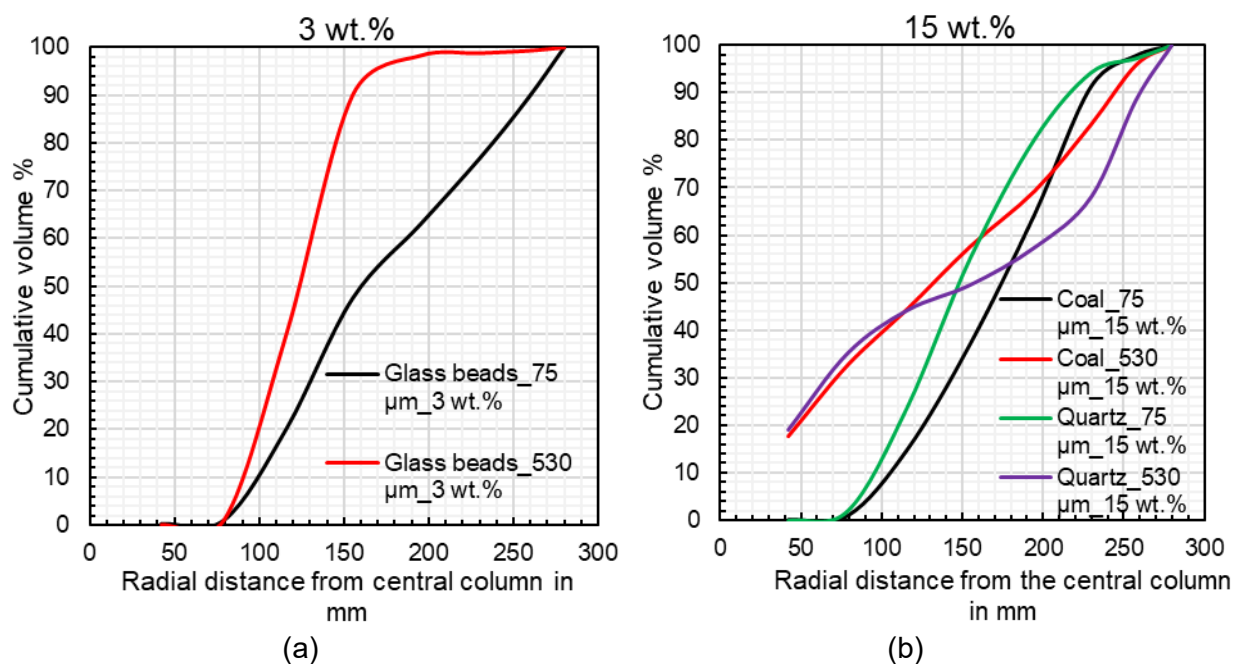 3 wt.%
100
90
80
70
60
50
40
30
20
10
0
Cumulative volume %
Glass beads_75
µm_3 wt.%
Glass beads_530
µm_3 wt.%
0 50 100 150 200 250 300
Radial distance from central column in
mm
(a)
15 wt.%
100
90
80
70
60
50
40
30
20
10
0
Cumulative volume %
Coal_75
µm_15 wt.%
Coal_530
µm_15 wt.%
Quartz_75
µm_15 wt.%
Quartz_530
µm_15 wt.%
0 50 100 150 200 250 300
Radial distance from the central column
in mm
(b)